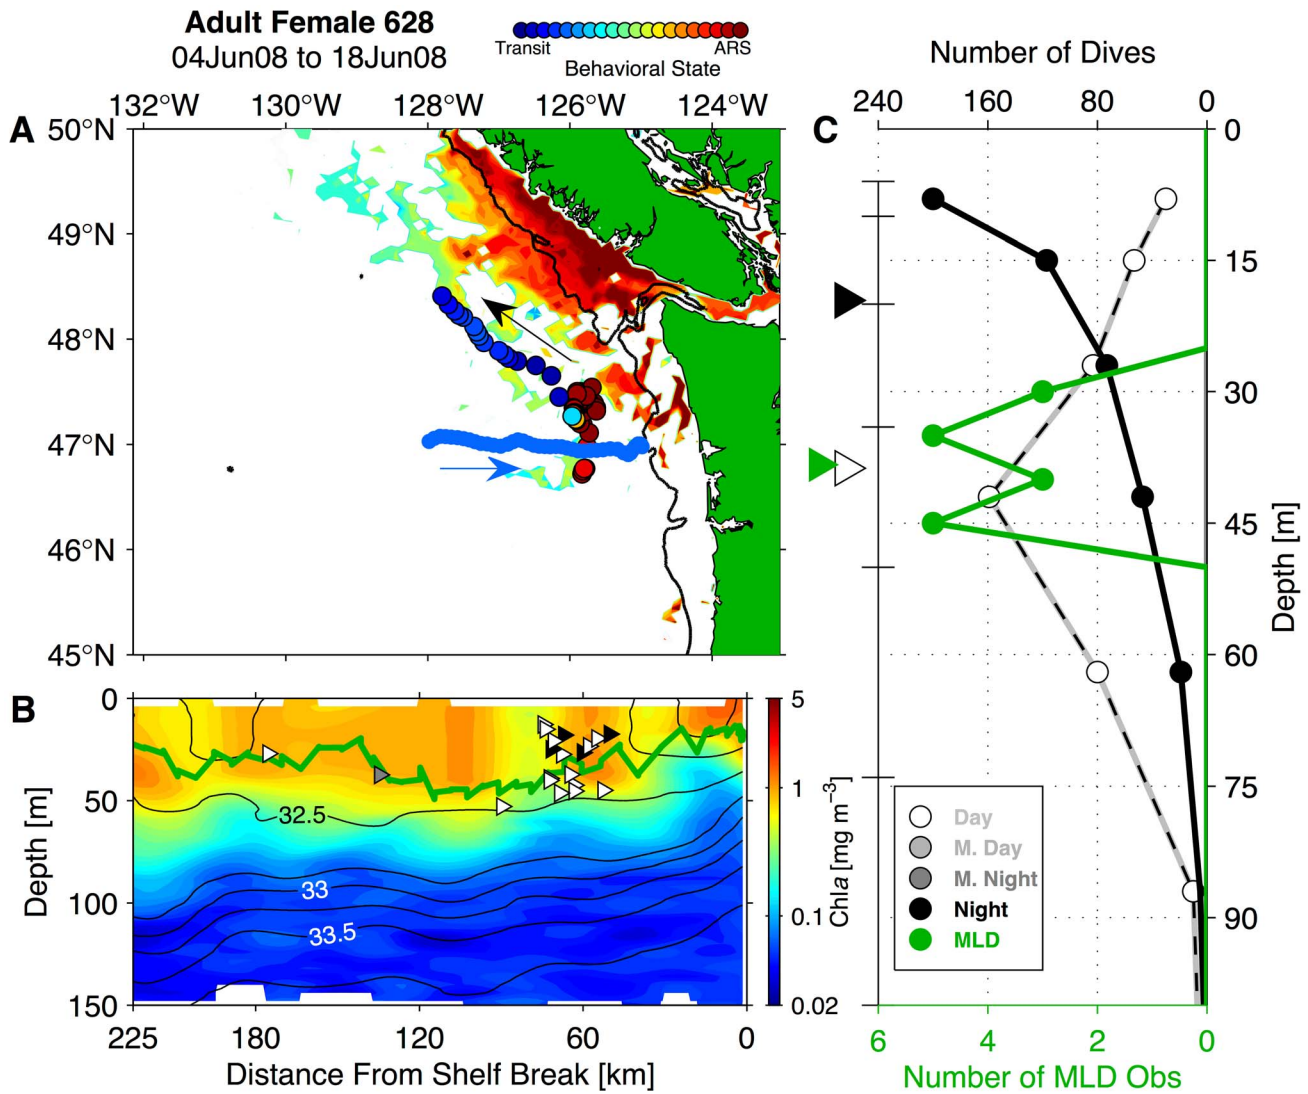 Adult Female 628
04Jun08 to 18Jun08
Transit ARS
Behavioral State
132°W 130°W 128°W 126°W 124°W
A
50°N
49°N
48°N
47°N
46°N
45°N
B
0
50
100
150
Depth [m]
32.5
33
33.5
225 180 120 60 0
Distance From Shelf Break [km]
5
1
0.1
0.02
Chla [mg m⁻³]
Number of Dives
240 160 80 0
C
0
15
30
45
60
75
90
Depth [m]
Day
M. Day
M. Night
Night
MLD
6 4 2 0
Number of MLD Obs